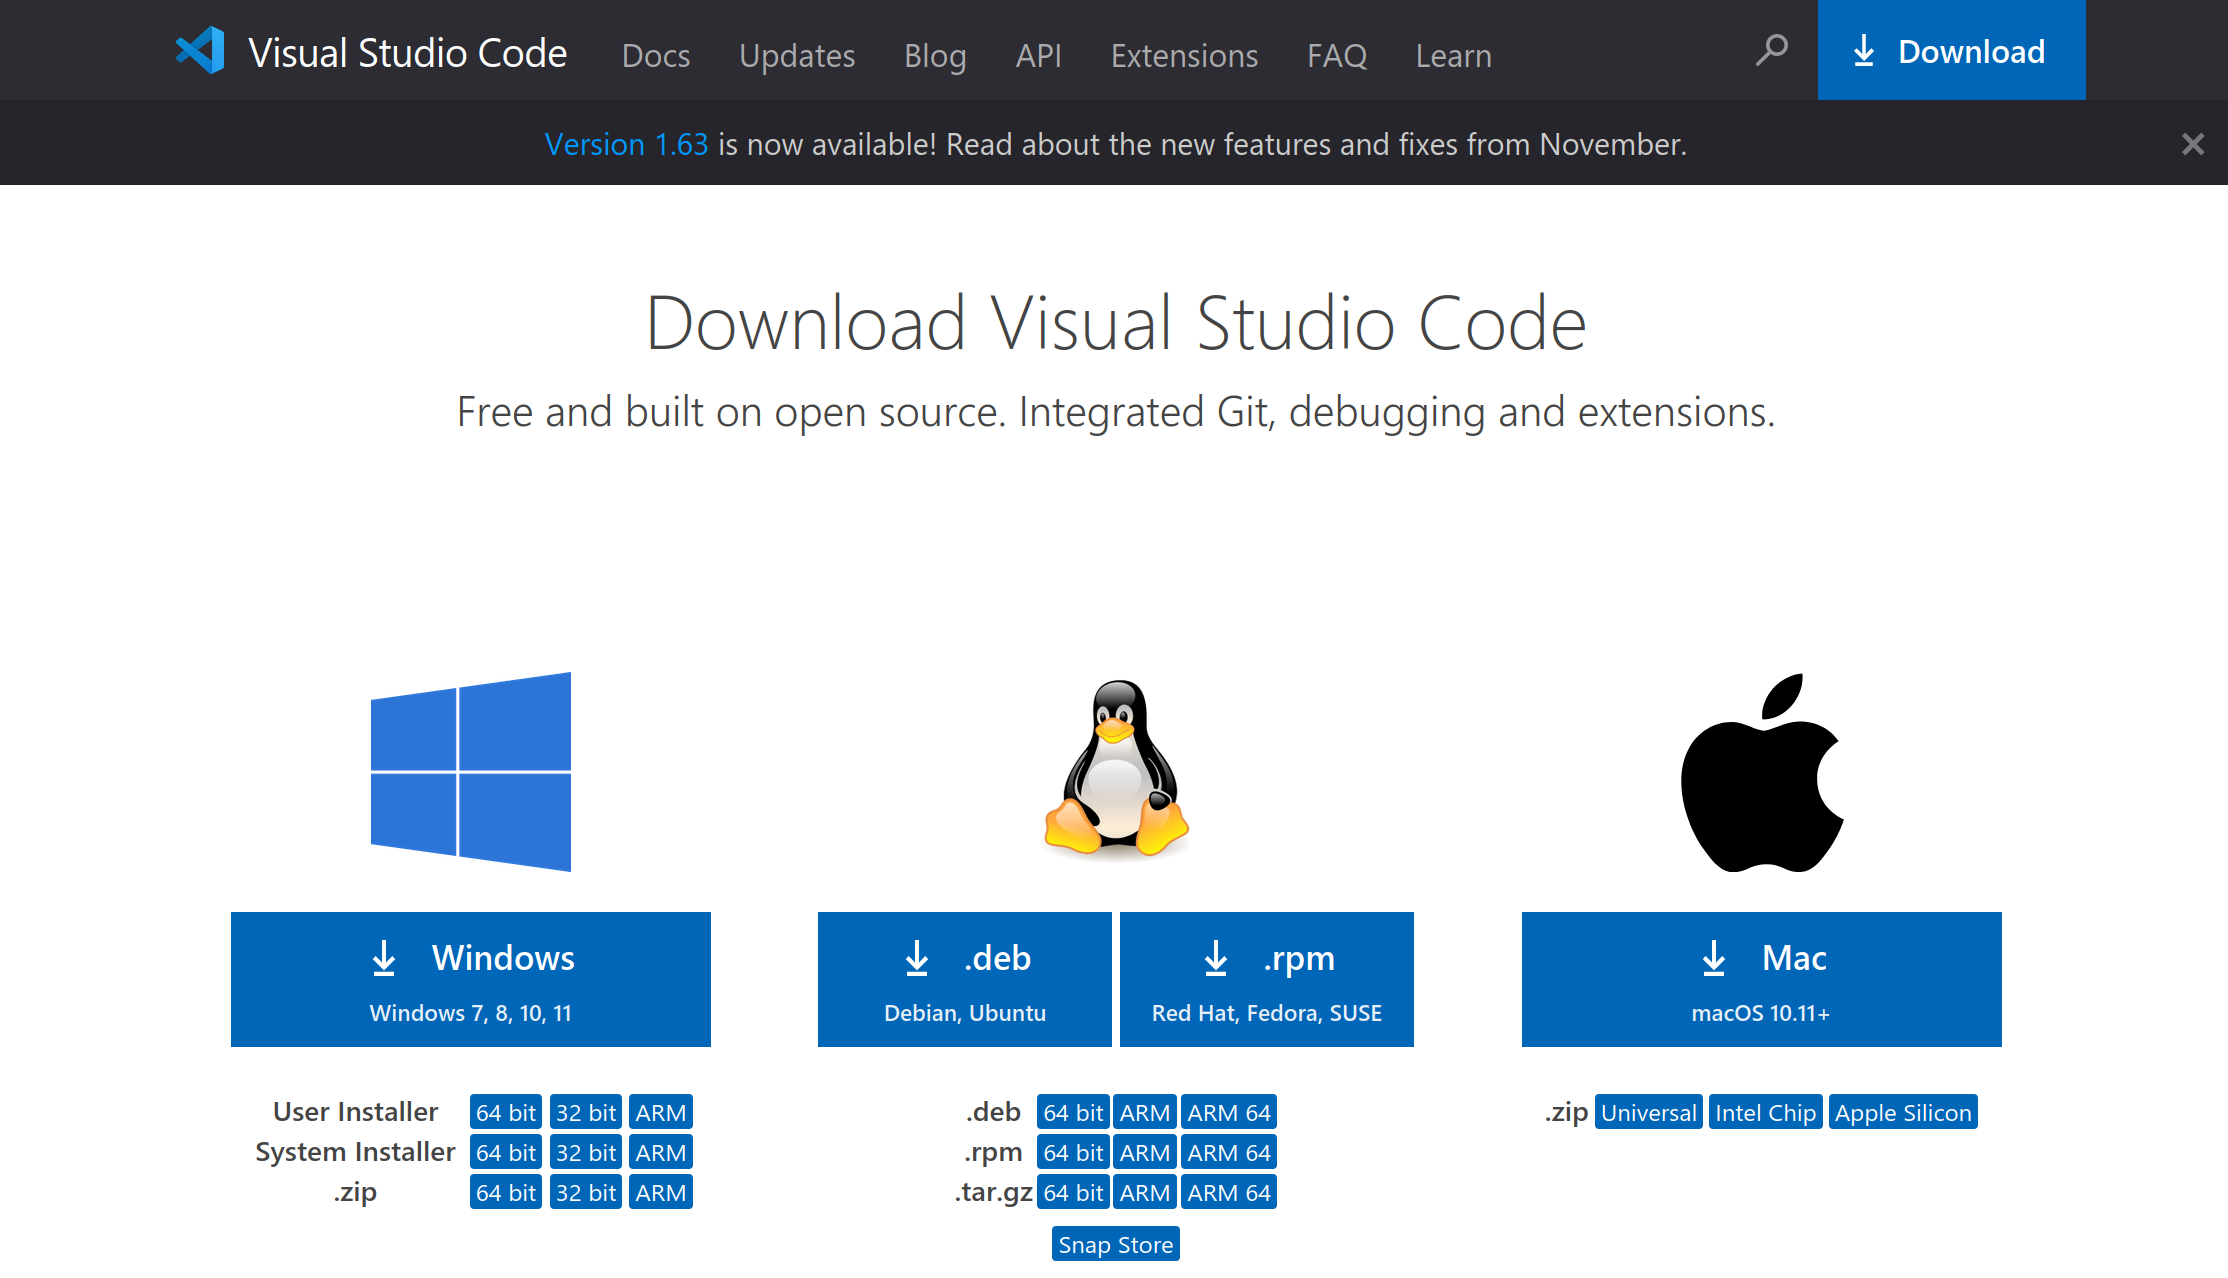 Visual Studio Code Docs Updates Blog API Extensions FAQ Learn Download
Version 1.63 is now available! Read about the new features and fixes from November.
Download Visual Studio Code
Free and built on open source. Integrated Git, debugging and extensions.
Windows
Windows 7, 8, 10, 11
User Installer 64 bit 32 bit ARM
System Installer 64 bit 32 bit ARM
.zip 64 bit 32 bit ARM
.deb
Debian, Ubuntu
.rpm
Red Hat, Fedora, SUSE
.deb 64 bit ARM ARM 64
.rpm 64 bit ARM ARM 64
.tar.gz 64 bit ARM ARM 64
Snap Store
Mac
macOS 10.11+
.zip Universal Intel Chip Apple Silicon